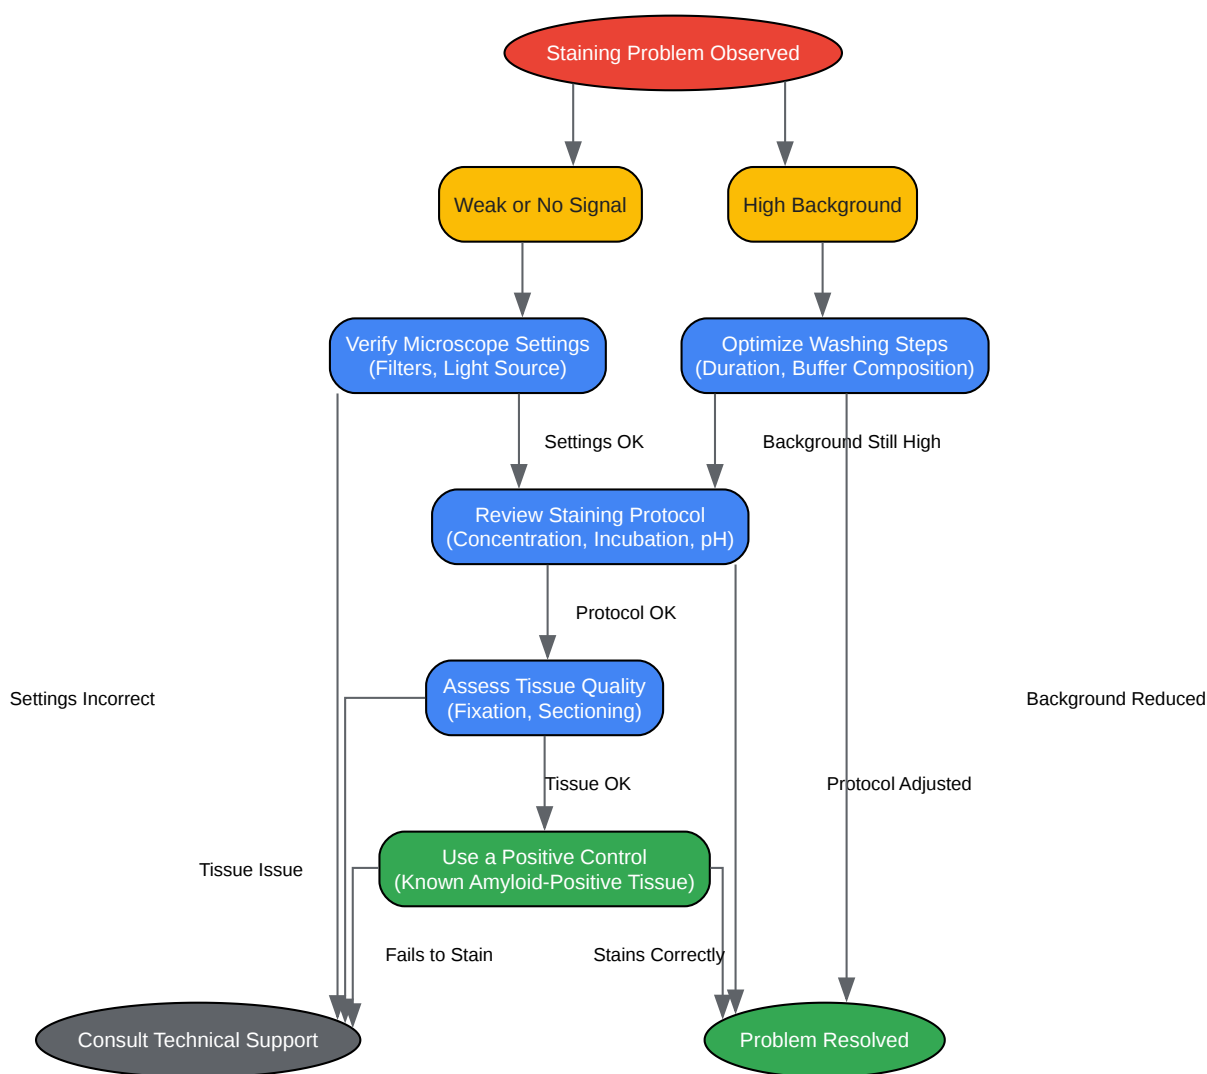 Staining Problem Observed
Weak or No Signal
High Background
Verify Microscope Settings
(Filters, Light Source)
Optimize Washing Steps
(Duration, Buffer Composition)
Settings OK
Background Still High
Review Staining Protocol
(Concentration, Incubation, pH)
Protocol OK
Assess Tissue Quality
(Fixation, Sectioning)
Settings Incorrect
Background Reduced
Tissue OK
Protocol Adjusted
Use a Positive Control
(Known Amyloid-Positive Tissue)
Tissue Issue
Fails to Stain
Stains Correctly
Consult Technical Support
Problem Resolved